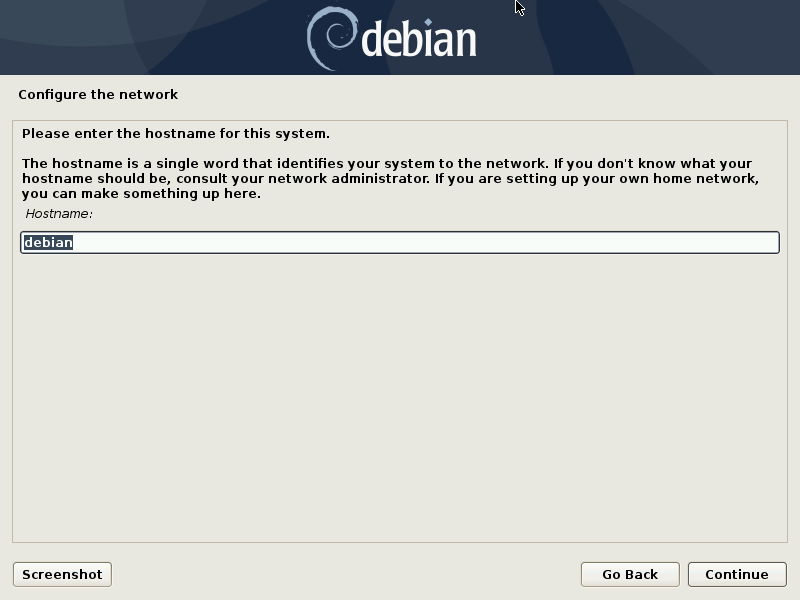 debian
Configure the network
Please enter the hostname for this system.
The hostname is a single word that identifies your system to the network. If you don't know what your
hostname should be, consult your network administrator. If you are setting up your own home network,
you can make something up here.
Hostname:
debian
Screenshot
Go Back
Continue